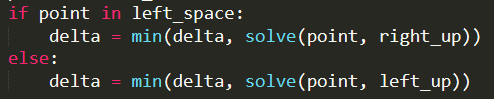 if point in left_space:
    delta = min(delta, solve(point, right_up))
else:
    delta = min(delta, solve(point, left_up))